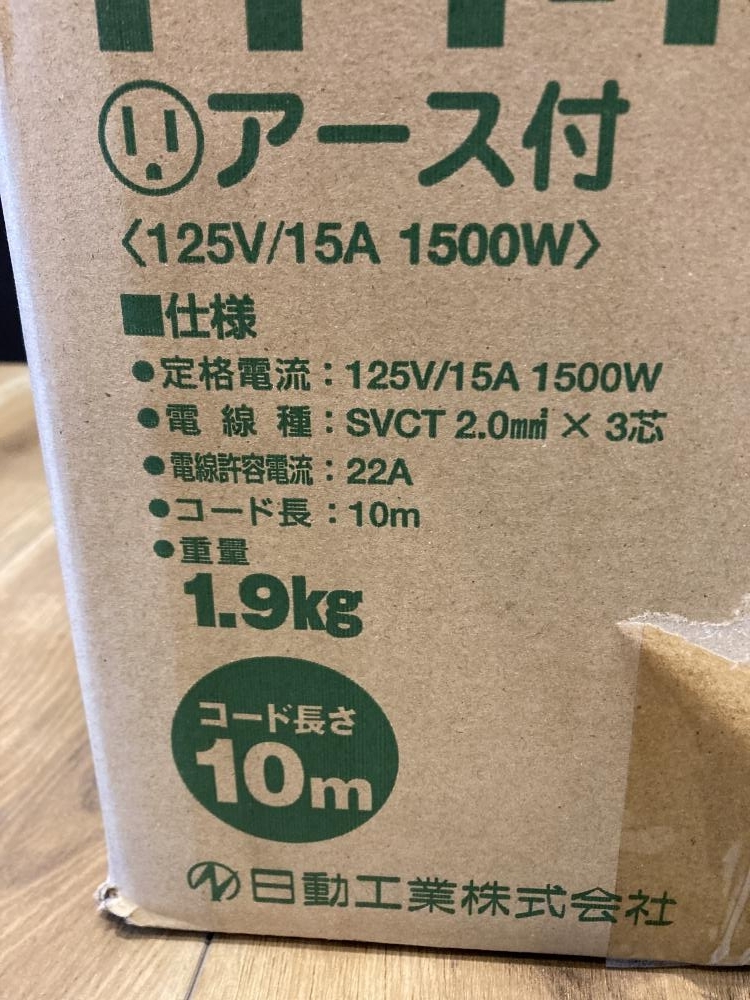 アース付
〈125V/15A 1500W〉
■仕様
●定格電流：125V/15A 1500W
●電線種：SVCT 2.0m㎡ × 3芯
●電線許容電流：22A
●コード長：10m
●重量
1.9kg
コード長さ
10m
日動工業株式会社